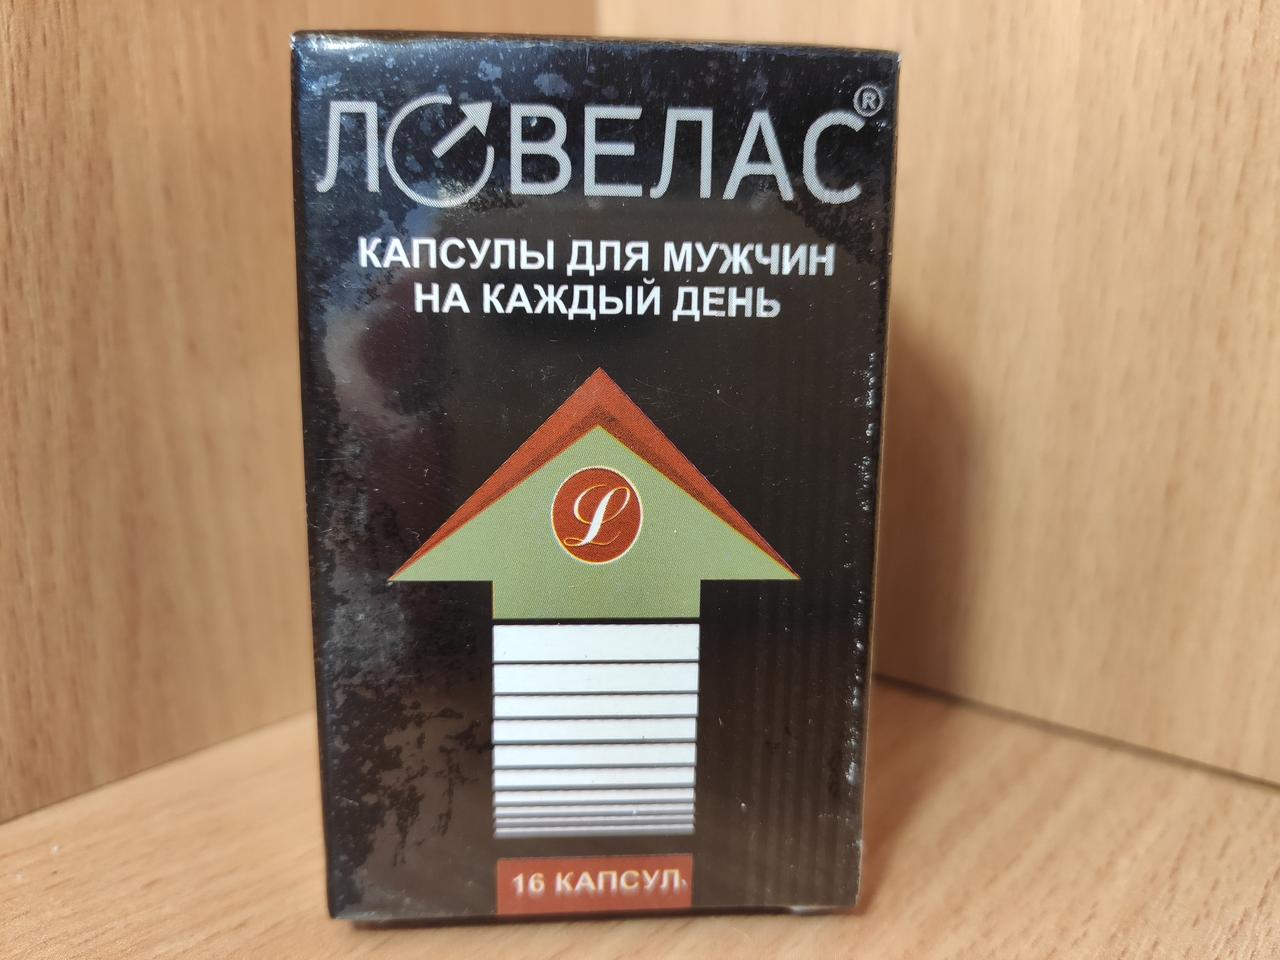 ЛОВЕЛАС®
КАПСУЛЫ ДЛЯ МУЖЧИН
НА КАЖДЫЙ ДЕНЬ
L
16 КАПСУЛ